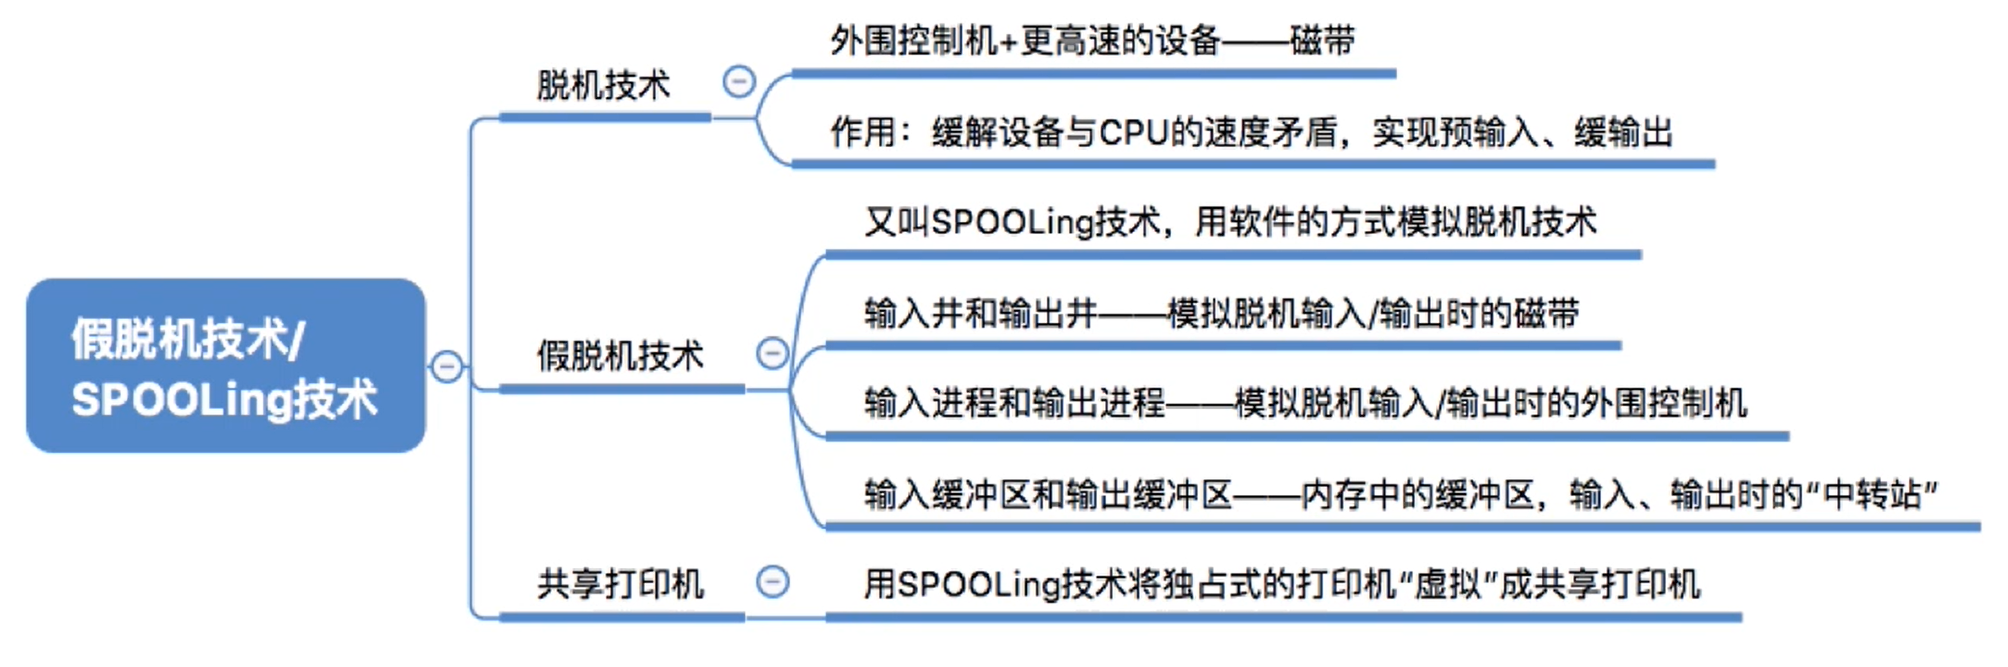 外围控制机+更高速的设备——磁带
脱机技术
作用：缓解设备与CPU的速度矛盾，实现预输入、缓输出
又叫SPOOLing技术，用软件的方式模拟脱机技术
输入井和输出井——模拟脱机输入/输出时的磁带
假脱机技术/
SPOOLing技术
假脱机技术
输入进程和输出进程——模拟脱机输入/输出时的外围控制机
输入缓冲区和输出缓冲区——内存中的缓冲区，输入、输出时的“中转站”
共享打印机
用SPOOLing技术将独占式的打印机“虚拟”成共享打印机